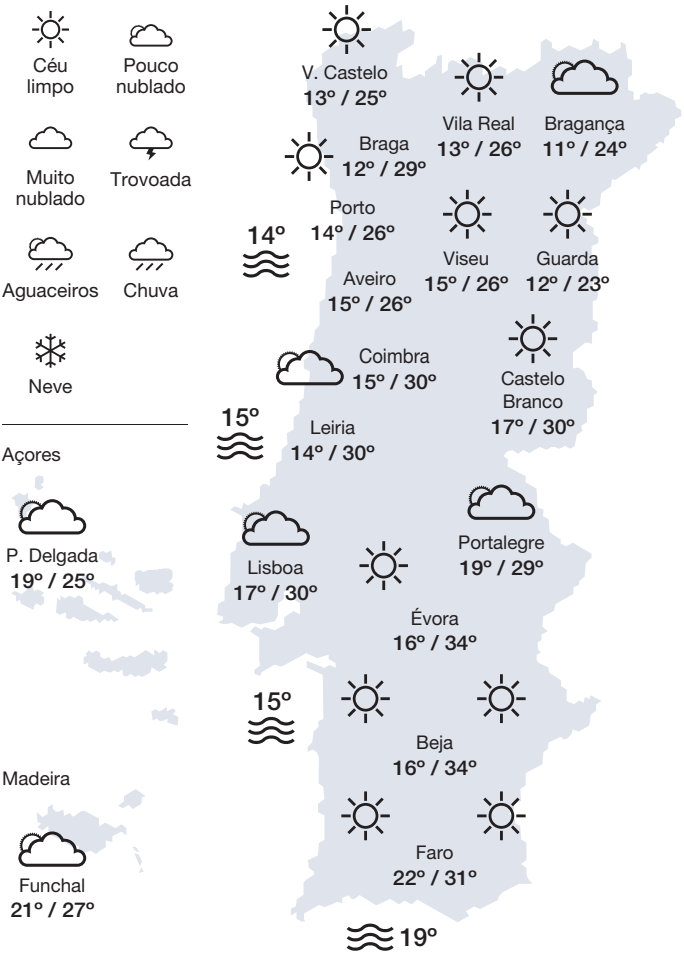 Céu
limpo
Pouco
nublado
Muito
nublado
Trovoada
Aguaceiros
Chuva
Neve
Açores
P. Delgada
19º / 25º
Madeira
Funchal
21º / 27º
V. Castelo
13º / 25º
Vila Real
13º / 26º
Bragança
11º / 24º
Braga
12º / 29º
Porto
14º / 26º
14º
Viseu
15º / 26º
Guarda
12º / 23º
Aveiro
15º / 26º
Coimbra
15º / 30º
Castelo
Branco
17º / 30º
15º
Leiria
14º / 30º
Lisboa
17º / 30º
Portalegre
19º / 29º
Évora
16º / 34º
15º
Beja
16º / 34º
Faro
22º / 31º
19º